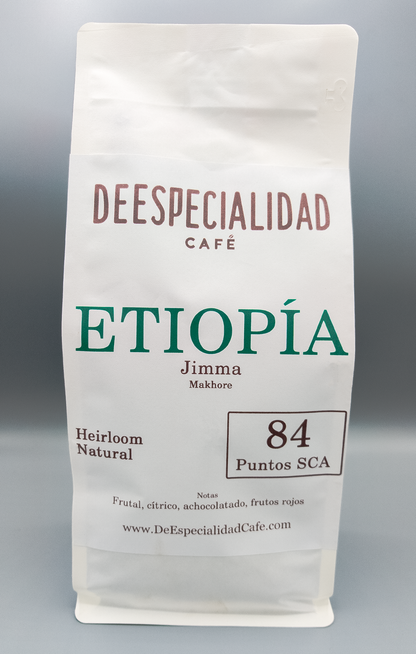 DEESPECIALIDAD
CAFÉ
ETIOPÍA
Jimma
Makhore
Heirloom
Natural
84
Puntos SCA
Notas
Frutal, cítrico, achocolatado, frutos rojos
www.DeEspecialidadCafe.com